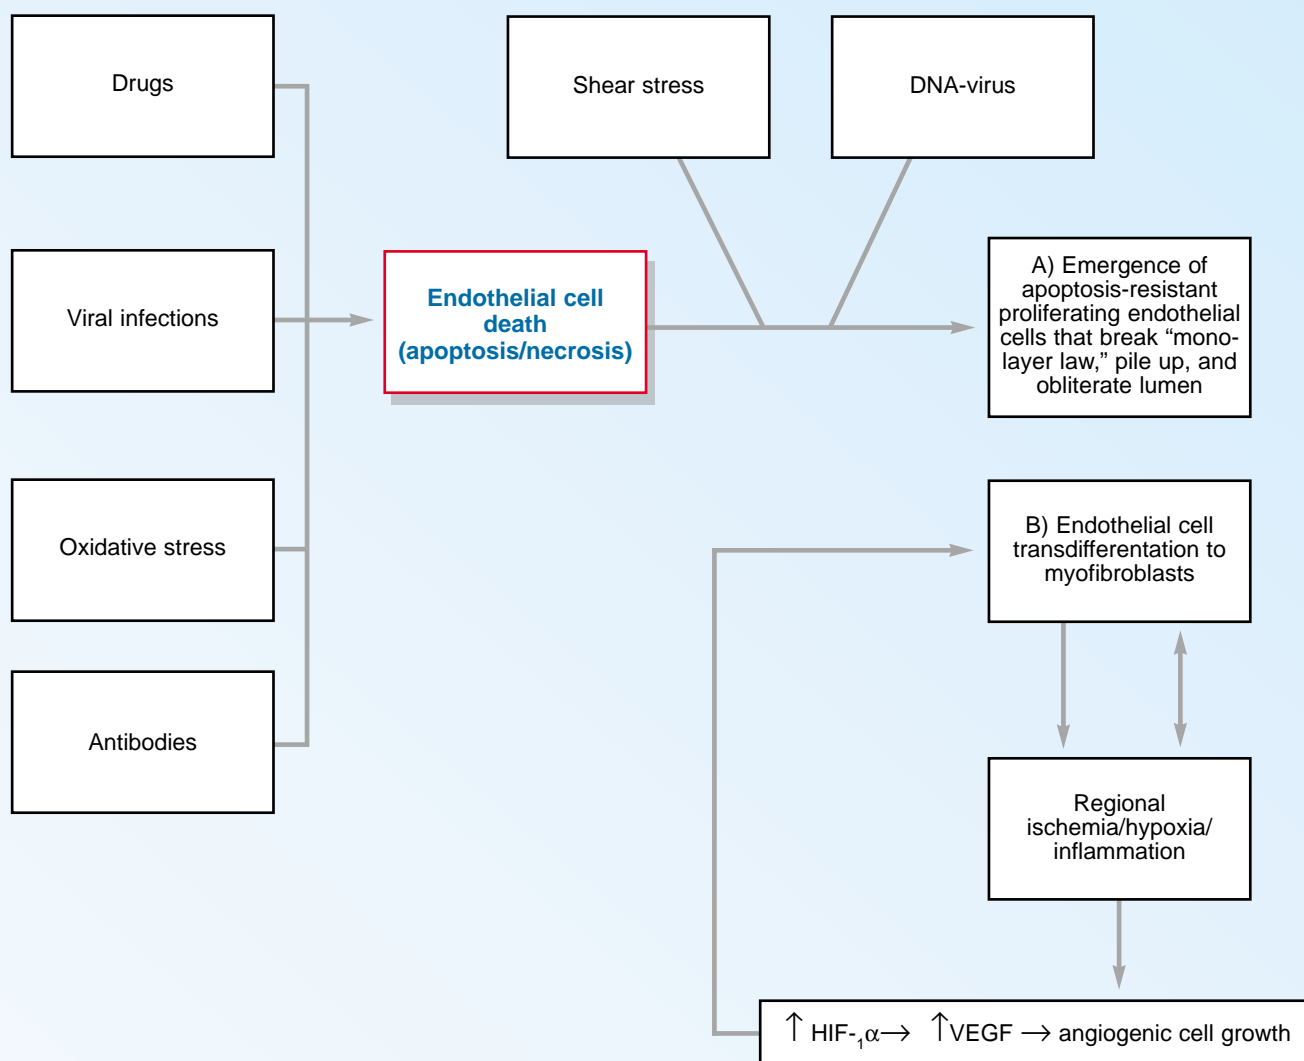 Drugs
Shear stress
DNA-virus
Viral infections
Endothelial cell
death
(apoptosis/necrosis)
A) Emergence of
apoptosis-resistant
proliferating endothelial
cells that break “mono-
layer law,” pile up, and
obliterate lumen
Oxidative stress
B) Endothelial cell
transdifferentation to
myofibroblasts
Antibodies
Regional
ischemia/hypoxia/
inflammation
↑ HIF-₁α→ ↑VEGF → angiogenic cell growth